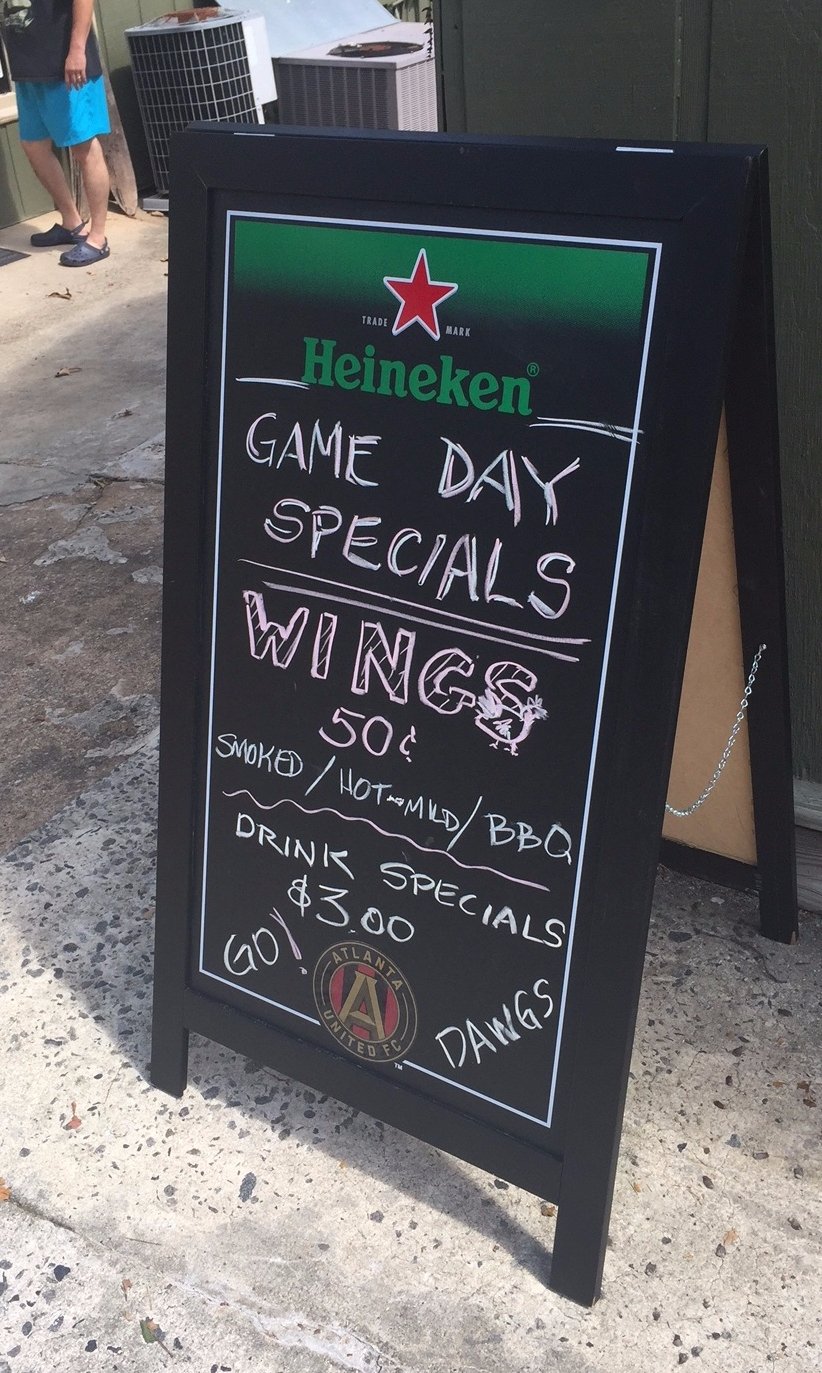 TRADE MARK
Heineken®
GAME DAY
SPECIALS
WINGS
50¢
SMOKED / HOT-MILD / BBQ
DRINK SPECIALS
$3.00
GO!
ATLANTA
A
UNITED FC
TM
DAWGS